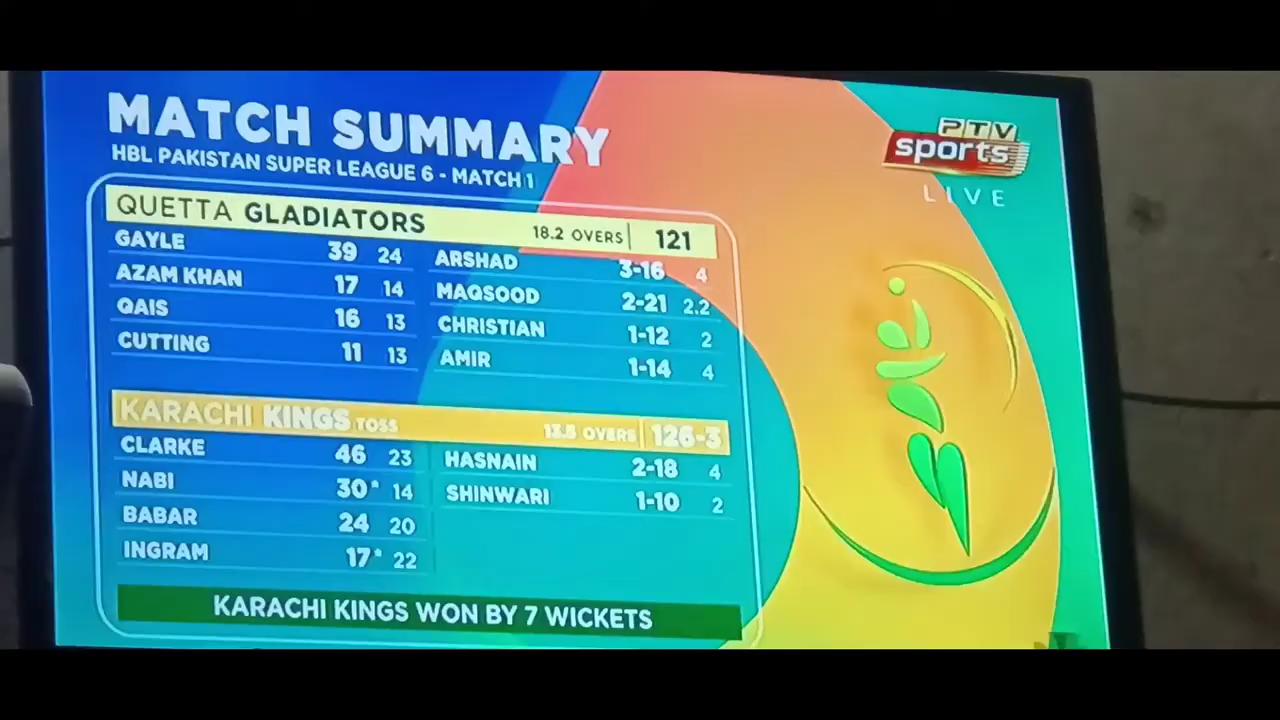 MATCH SUMMARY
HBL PAKISTAN SUPER LEAGUE 6 - MATCH 1
PTV
sports
LIVE
QUETTA GLADIATORS 18.2 OVERS 121
GAYLE 39 24 ARSHAD 3-16 4
AZAM KHAN 17 14 MAQSOOD 2-21 2.2
QAIS 16 13 CHRISTIAN 1-12 2
CUTTING 11 13 AMIR 1-14 4
KARACHI KINGS TOSS 13.5 OVERS 126-3
CLARKE 46 23 HASNAIN 2-18 4
NABI 30* 14 SHINWARI 1-10 2
BABAR 24 20
INGRAM 17* 22
KARACHI KINGS WON BY 7 WICKETS